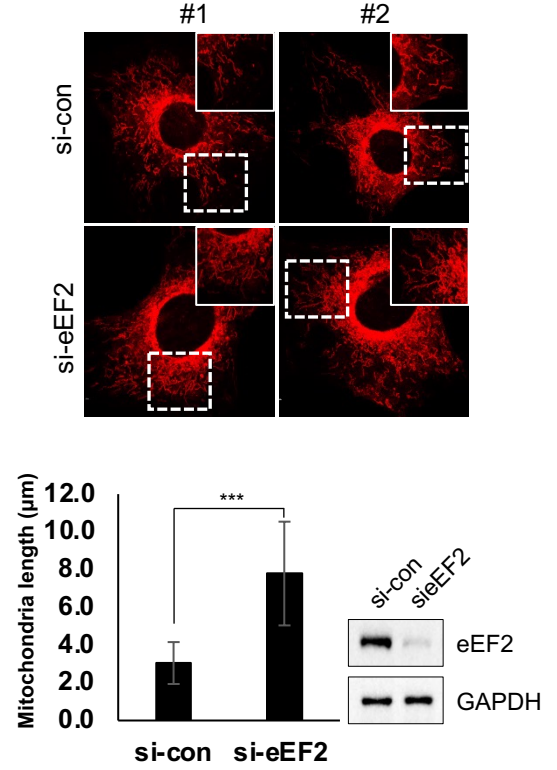 #1 #2
si-con
si-eEF2
Mitochondria length (µm)
12.0
10.0
8.0
6.0
4.0
2.0
0.0
***
si-con si-eEF2
si-con sieEF2
eEF2
GAPDH